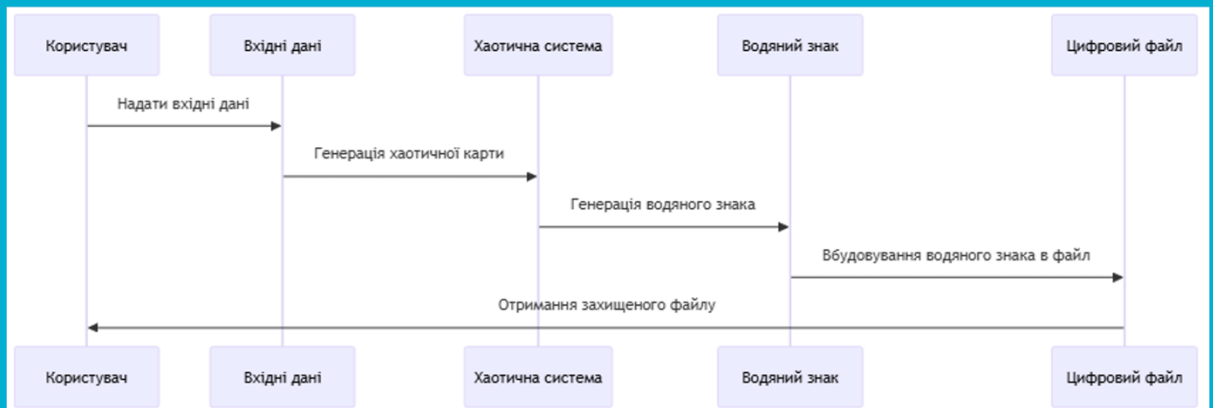 Користувач
Вхідні дані
Хаотична система
Водяний знак
Цифровий файл
Надати вхідні дані
Генерація хаотичної карти
Генерація водяного знака
Вбудовування водяного знака в файл
Отримання захищеного файлу
Користувач
Вхідні дані
Хаотична система
Водяний знак
Цифровий файл